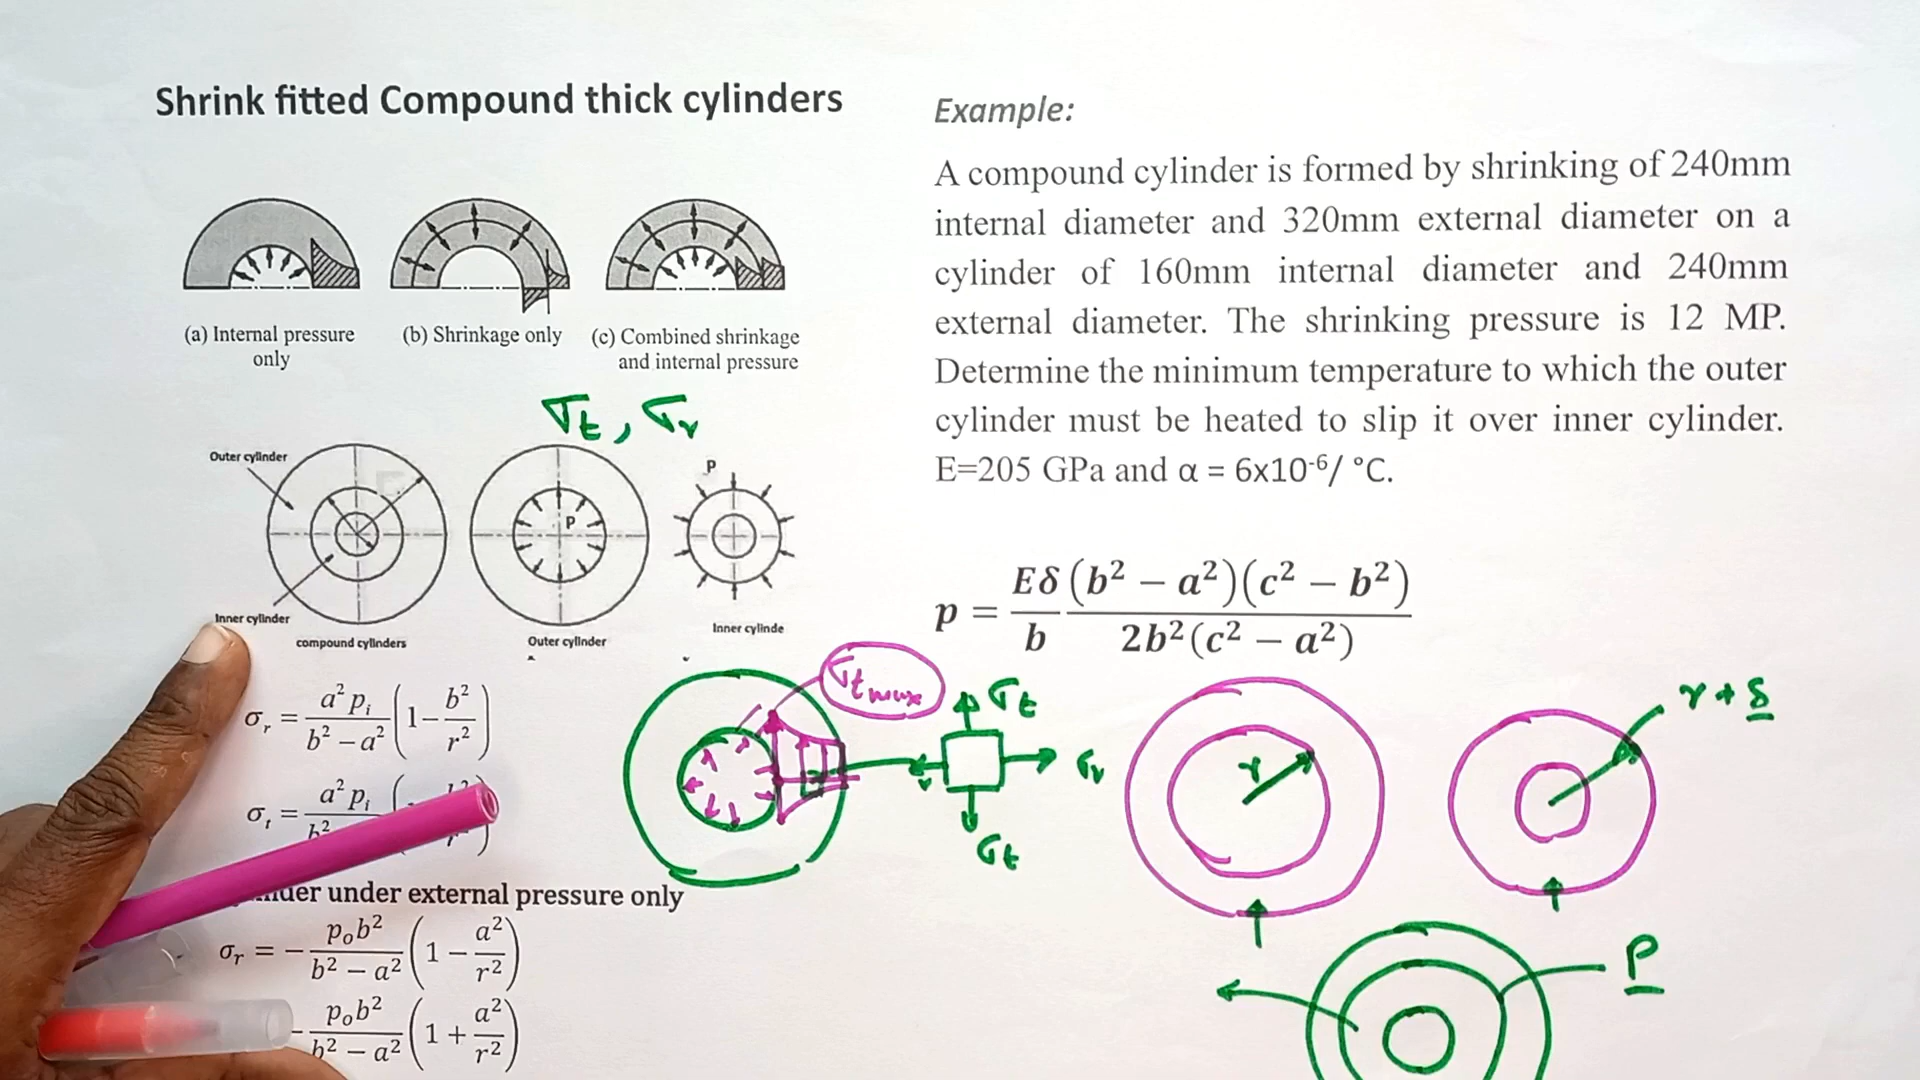 Shrink fitted Compound thick cylinders
(a) Internal pressure
only
(b) Shrinkage only
(c) Combined shrinkage
and internal pressure
σt, σr
Outer cylinder
Inner cylinder
compound cylinders
P
Outer cylinder
P
Inner cylinde
σr = a² pi / (b² – a²) (1 – b²/r²)
σt = a² pi / b²
under external pressure only
σr = – pₒb² / (b² – a²) (1 – a²/r²)
– pₒb² / (b² – a²) (1 + a²/r²)
Example:
A compound cylinder is formed by shrinking of 240mm
internal diameter and 320mm external diameter on a
cylinder of 160mm internal diameter and 240mm
external diameter. The shrinking pressure is 12 MP.
Determine the minimum temperature to which the outer
cylinder must be heated to slip it over inner cylinder.
E=205 GPa and α = 6x10⁻⁶/ °C.
p = Eδ/b (b² − a²)(c² − b²) / 2b²(c² − a²)
σt max
σt
σr
σt
r
r + δ
P